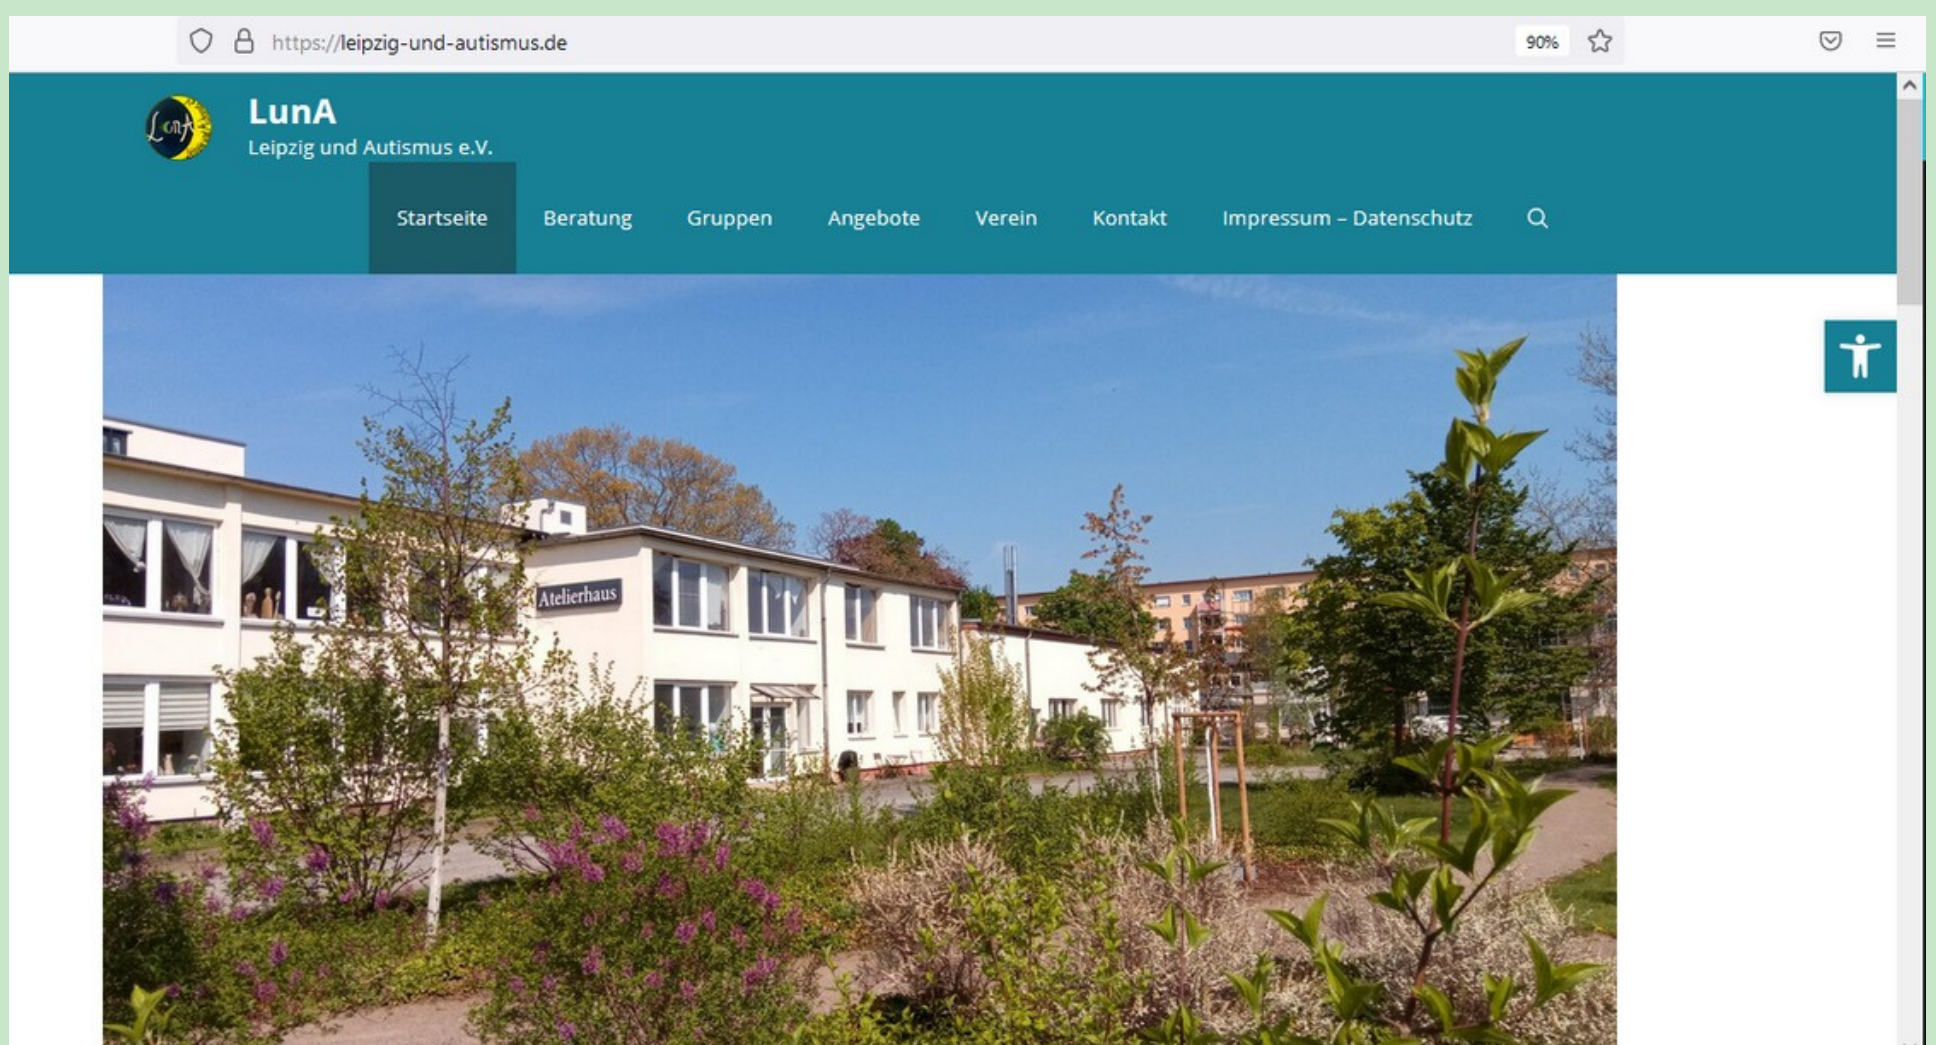 https://leipzig-und-autismus.de
90%
LunA
LunA
Leipzig und Autismus e.V.
Startseite
Beratung
Gruppen
Angebote
Verein
Kontakt
Impressum – Datenschutz
Atelierhaus